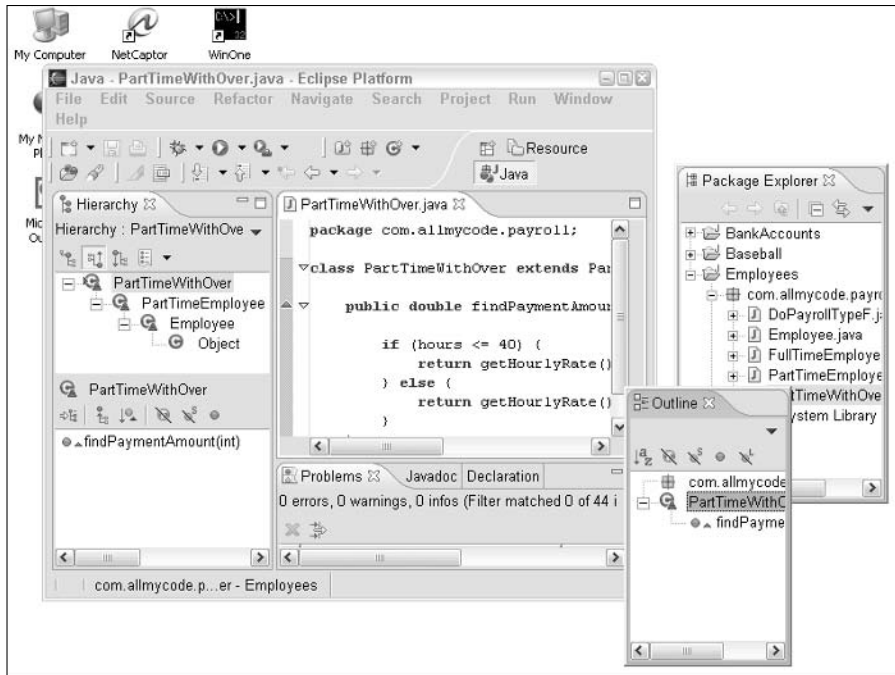 My Computer
NetCaptor
WinOne
Java - PartTimeWithOver.java - Eclipse Platform
File Edit Source Refactor Navigate Search Project Run Window
Help
Resource
Java
Hierarchy
Hierarchy : PartTimeWithOve
PartTimeWithOver
PartTimeEmployee
Employee
Object
PartTimeWithOver
findPaymentAmount(int)
PartTimeWithOver.java
package com.allmycode.payroll;
class PartTimeWithOver extends Par
public double findPaymentAmour
if (hours <= 40) {
return getHourlyRate()
} else {
return getHourlyRate()
}
Problems Javadoc Declaration
0 errors, 0 warnings, 0 infos (Filter matched 0 of 44 i
com.allmycode.p...er - Employees
Package Explorer
BankAccounts
Baseball
Employees
com.allmycode.payro
DoPayrollTypeF.ja
Employee.java
FullTimeEmploye
PartTimeEmploye
rtTimeWithOve
ystem Library
Outline
com.allmycode
PartTimeWithO
findPayme